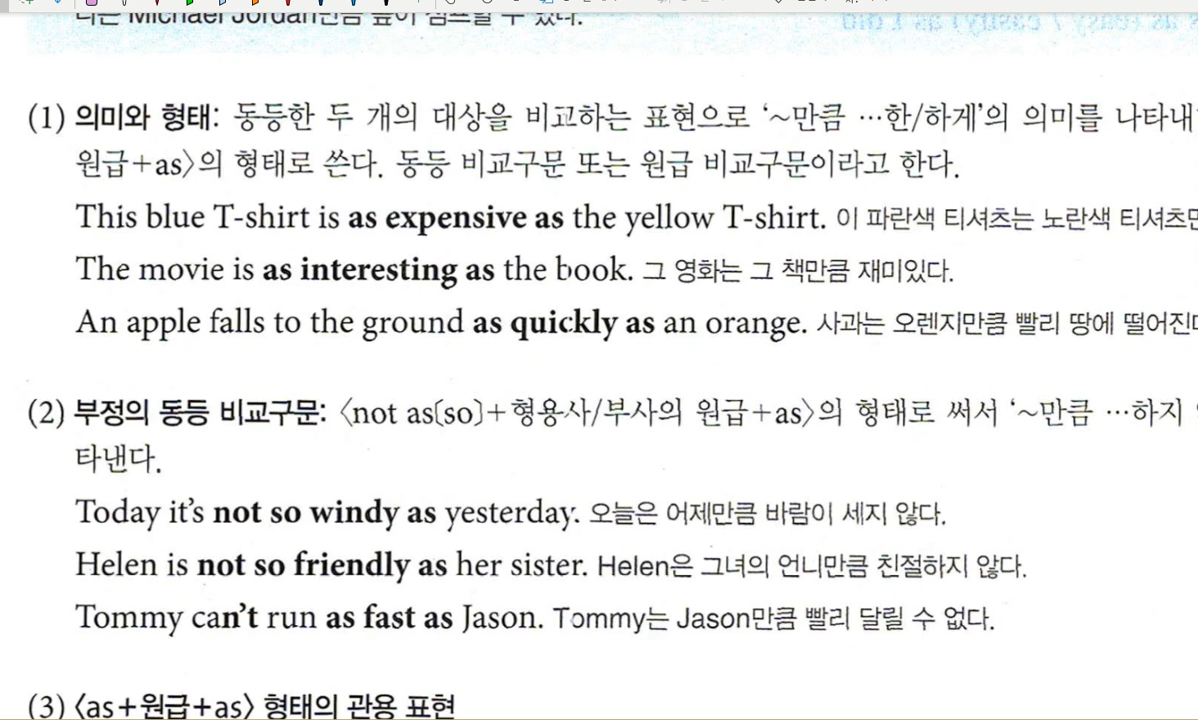 (1) 의미와 형태: 동등한 두 개의 대상을 비교하는 표현으로 ‘~만큼 …한/하게’의 의미를 나타내
원급+as〉의 형태로 쓴다. 동등 비교구문 또는 원급 비교구문이라고 한다.
This blue T-shirt is as expensive as the yellow T-shirt. 이 파란색 티셔츠는 노란색 티셔츠만
The movie is as interesting as the book. 그 영화는 그 책만큼 재미있다.
An apple falls to the ground as quickly as an orange. 사과는 오렌지만큼 빨리 땅에 떨어진다
(2) 부정의 동등 비교구문: 〈not as(so)+형용사/부사의 원급+as〉의 형태로 써서 ‘~만큼 …하지
타낸다.
Today it’s not so windy as yesterday. 오늘은 어제만큼 바람이 세지 않다.
Helen is not so friendly as her sister. Helen은 그녀의 언니만큼 친절하지 않다.
Tommy can’t run as fast as Jason. Tommy는 Jason만큼 빨리 달릴 수 없다.
(3) 〈as+원급+as〉 형태의 관용 표현